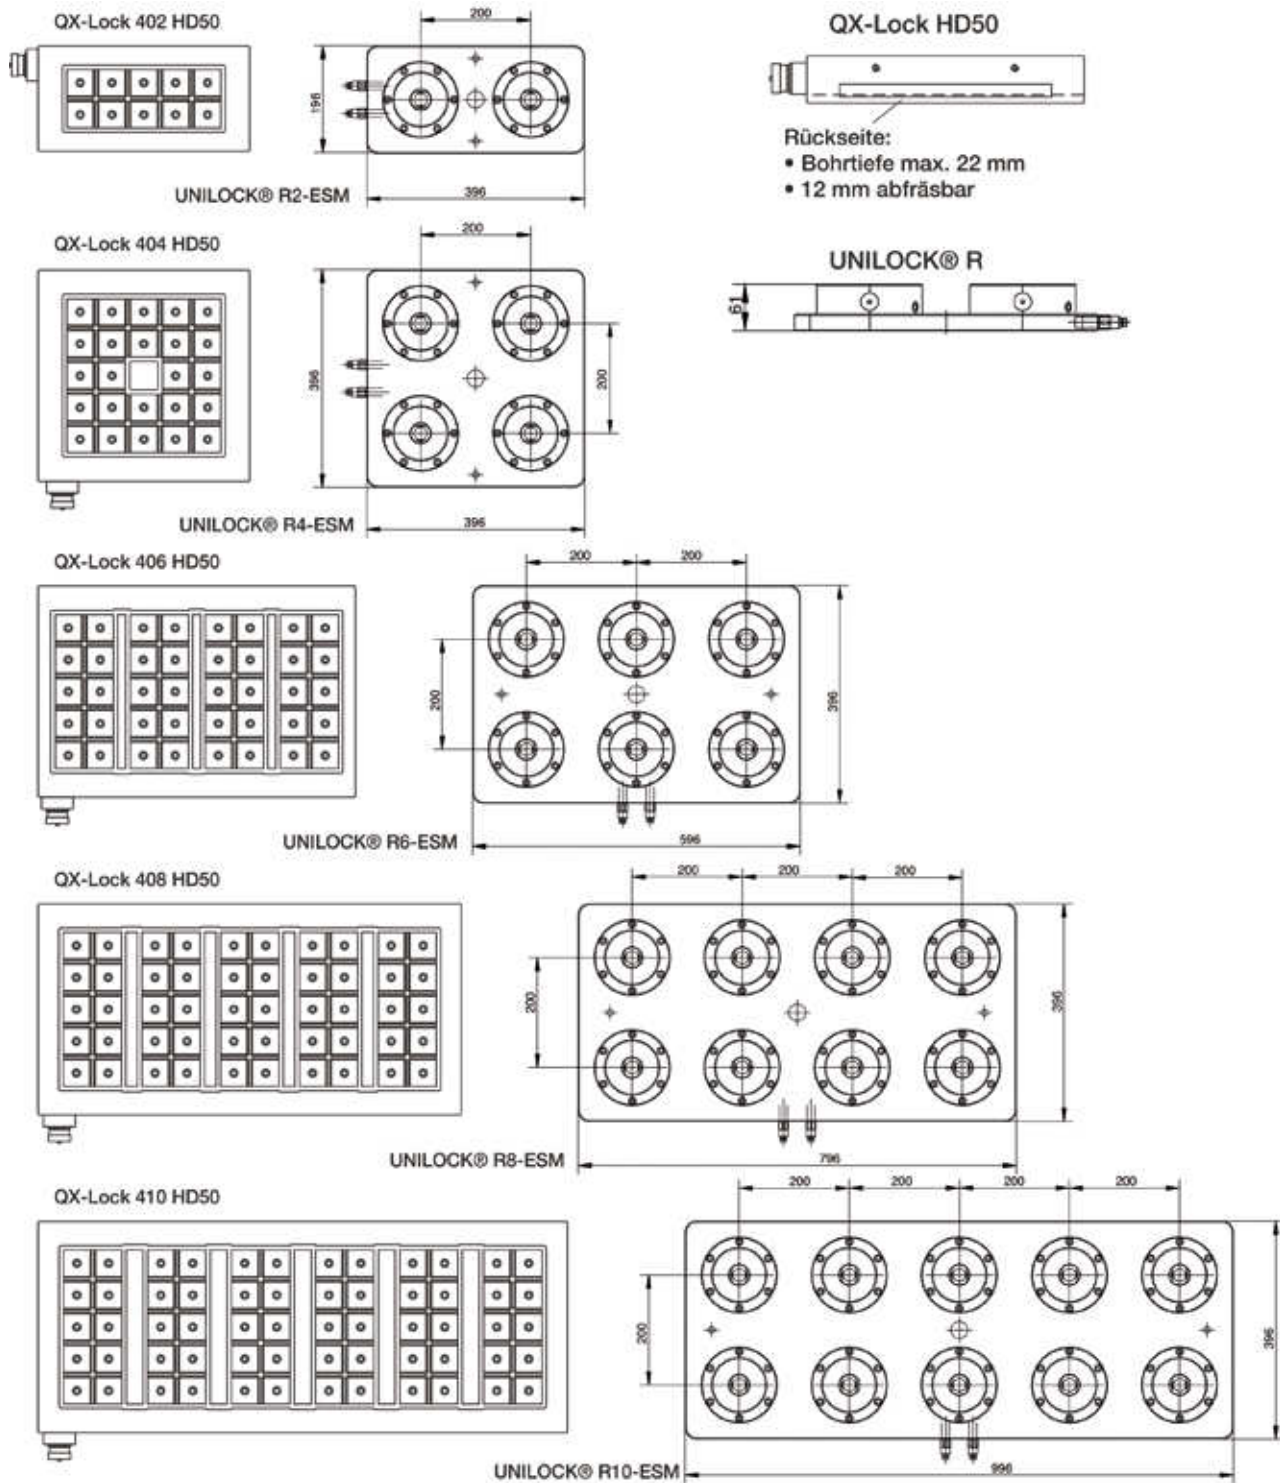 QX-Lock 402 HD50
200
196
396
UNILOCK® R2-ESM
QX-Lock HD50
Rückseite:
• Bohrtiefe max. 22 mm
• 12 mm abfräsbar
QX-Lock 404 HD50
200
396
200
396
UNILOCK® R4-ESM
UNILOCK® R
61
QX-Lock 406 HD50
200 200
200
396
596
UNILOCK® R6-ESM
QX-Lock 408 HD50
200 200 200
200
396
796
UNILOCK® R8-ESM
QX-Lock 410 HD50
200 200 200 200
200
396
996
UNILOCK® R10-ESM